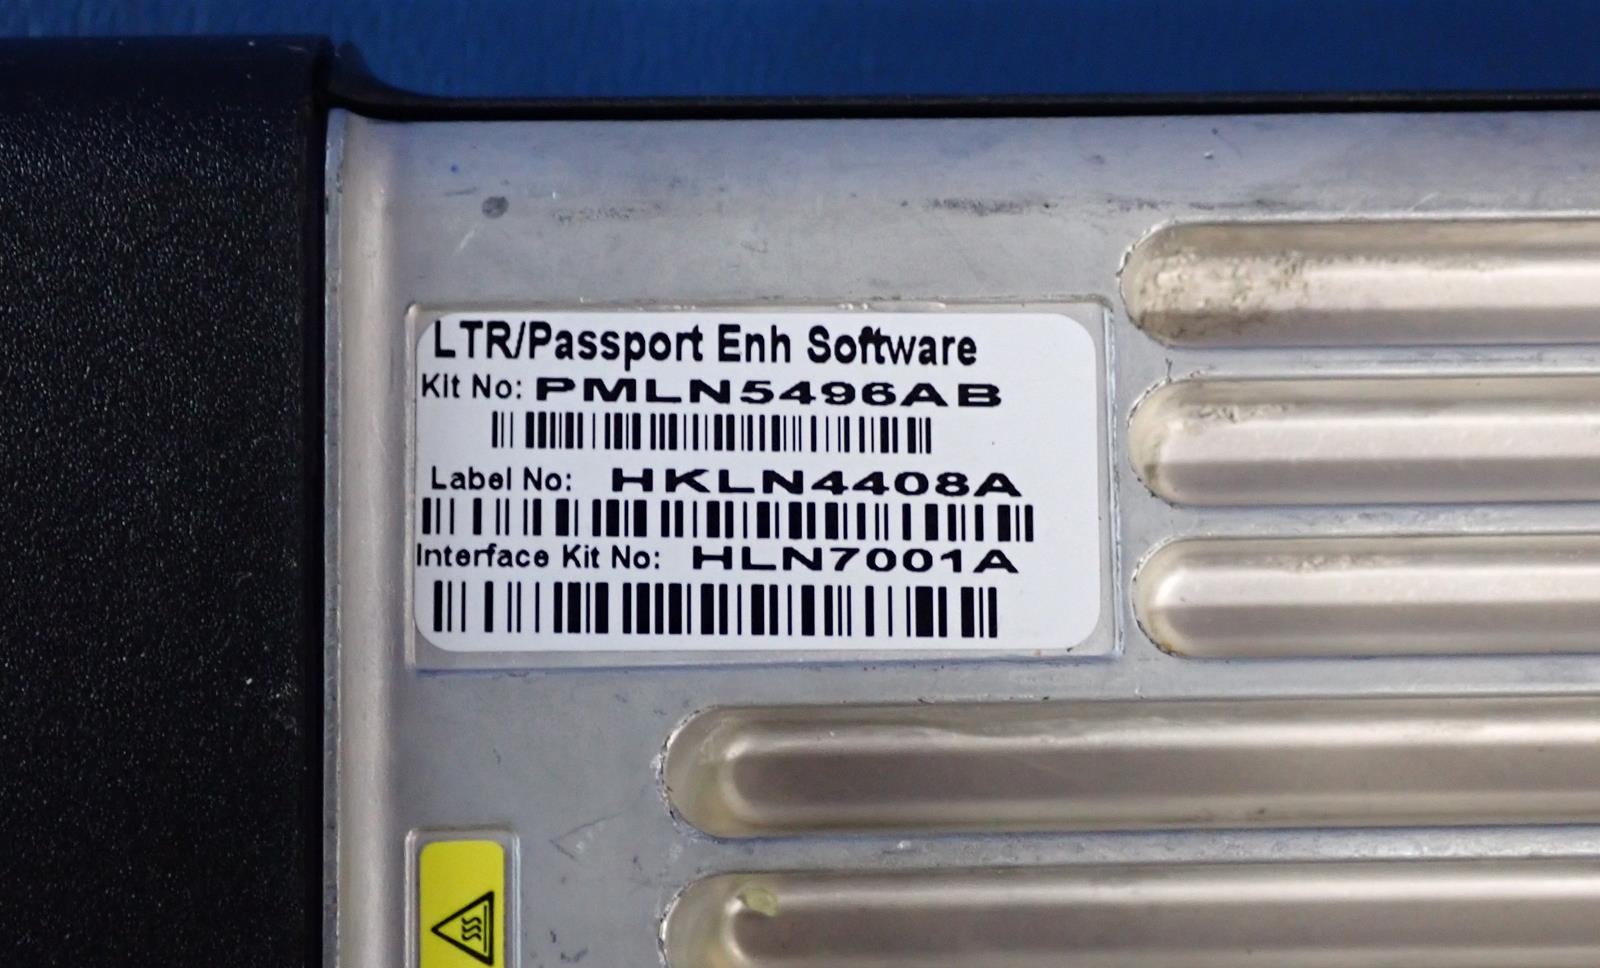 LTR/Passport Enh Software
Kit No: PMLN5496AB
Label No: HKLN4408A
Interface Kit No: HLN7001A